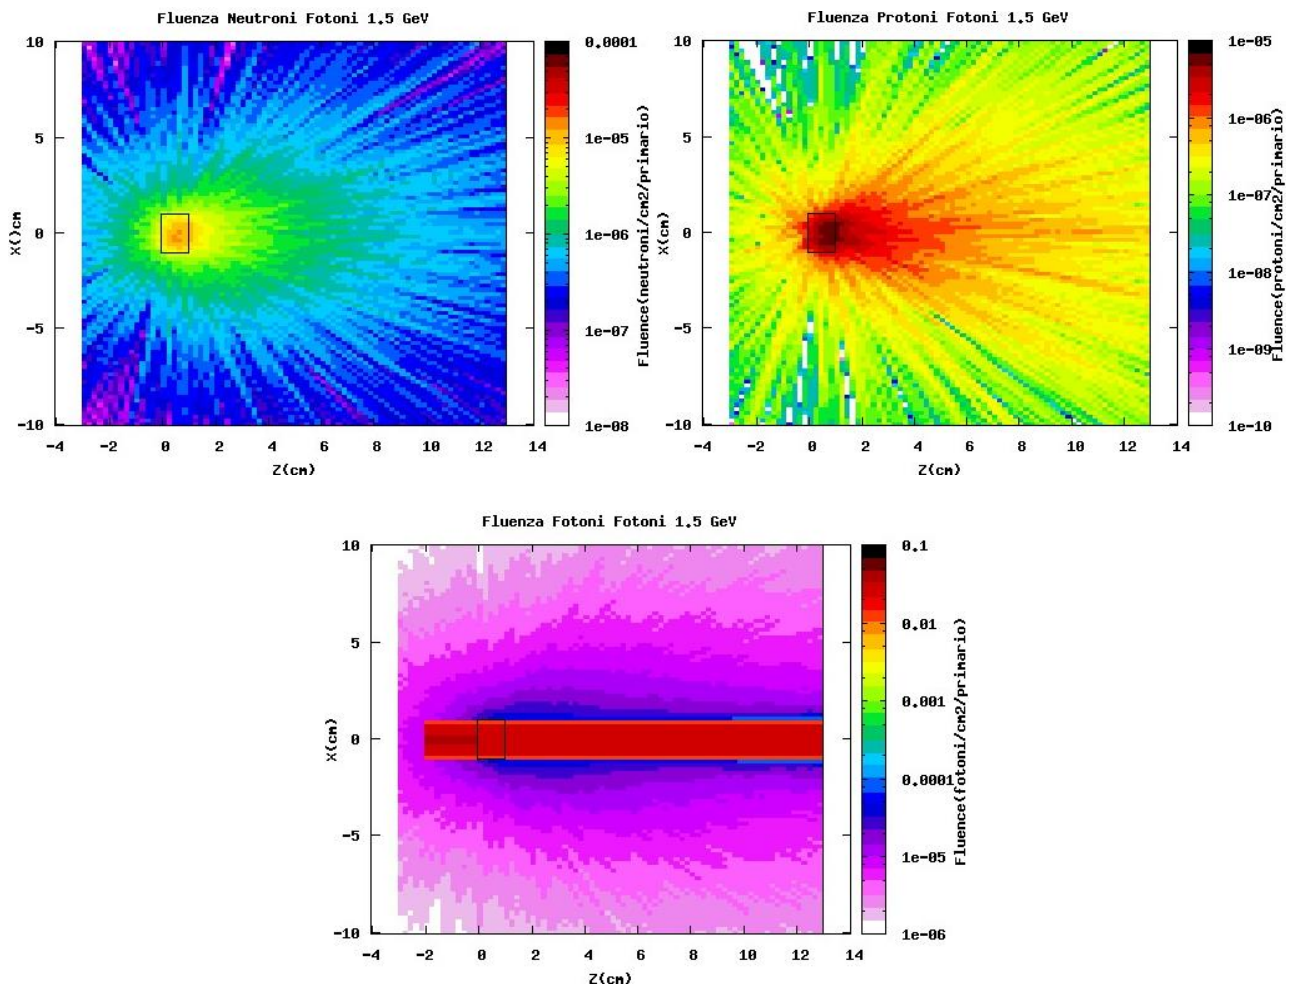 Fluenza Neutroni Fotoni 1.5 GeV
10
5
0
-5
-10
X()cm
-4
-2
0
2
4
6
8
10
12
14
Z(cm)
0.0001
1e-05
1e-06
1e-07
1e-08
Fluence(neutroni/cm2/primario)
Fluenza Protoni Fotoni 1.5 GeV
10
5
0
-5
-10
X(cm)
-4
-2
0
2
4
6
8
10
12
14
Z(cm)
1e-05
1e-06
1e-07
1e-08
1e-09
1e-10
Fluence(protoni/cm2/primario)
Fluenza Fotoni Fotoni 1.5 GeV
10
5
0
-5
-10
X(cm)
-4
-2
0
2
4
6
8
10
12
14
Z(cm)
0.1
0.01
0.001
0.0001
1e-05
1e-06
Fluence(fotoni/cm2/primario)